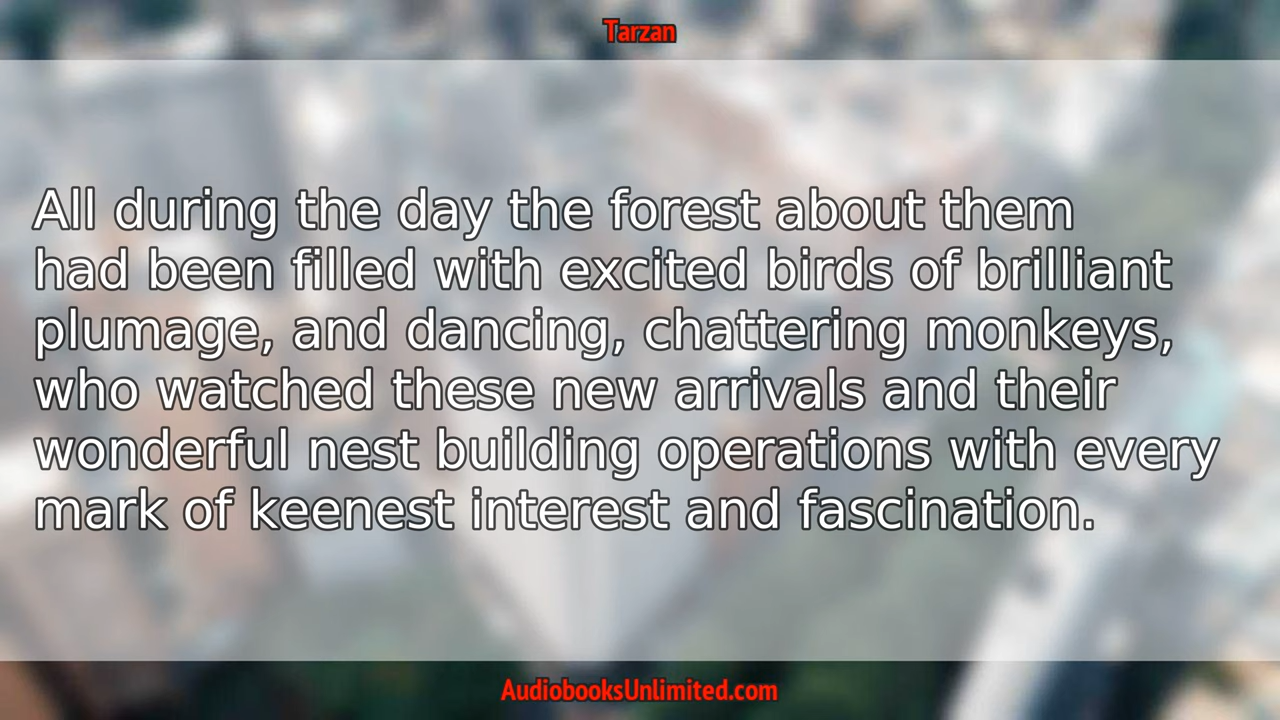 Tarzan
All during the day the forest about them
had been filled with excited birds of brilliant
plumage, and dancing, chattering monkeys,
who watched these new arrivals and their
wonderful nest building operations with every
mark of keenest interest and fascination.
AudiobooksUnlimited.com